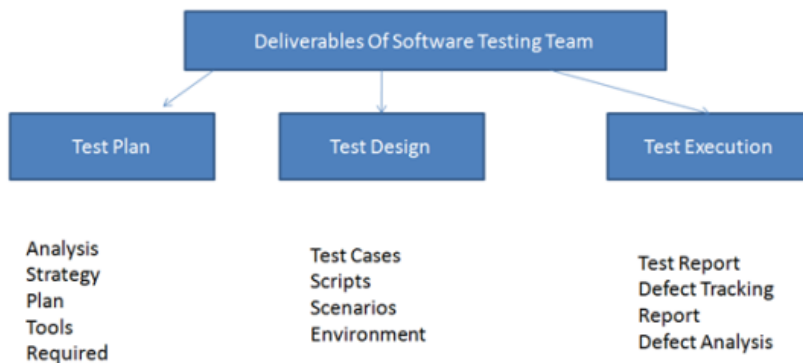 Deliverables Of Software Testing Team
Test Plan
Test Design
Test Execution
Analysis
Strategy
Plan
Tools
Required
Test Cases
Scripts
Scenarios
Environment
Test Report
Defect Tracking
Report
Defect Analysis